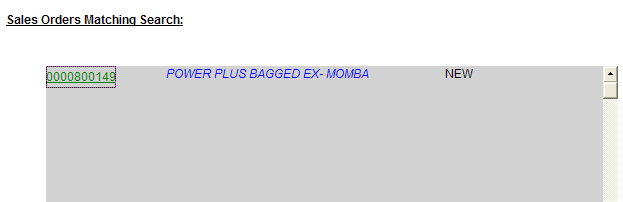 Sales Orders Matching Search:
0000800149 POWER PLUS BAGGED EX- MOMBA NEW